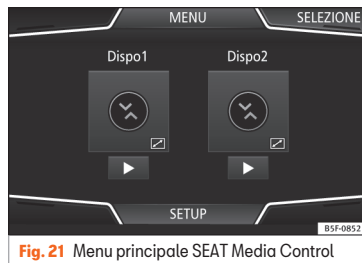 MENU SELEZIONE
Dispo1 Dispo2
SETUP
B5F-0852
Fig. 21 Menu principale SEAT Media Control